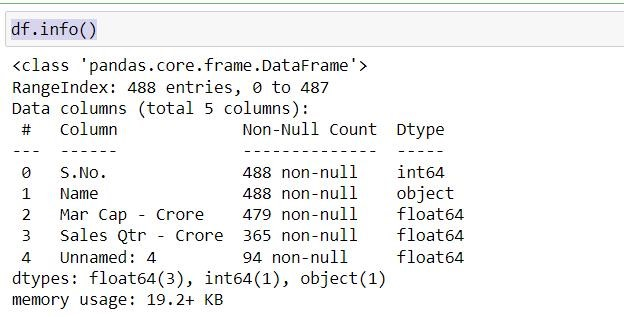 df.info()
<class 'pandas.core.frame.DataFrame'>
RangeIndex: 488 entries, 0 to 487
Data columns (total 5 columns):
 #   Column             Non-Null Count  Dtype
---  ------             --------------  -----
 0   S.No.              488 non-null    int64
 1   Name               488 non-null    object
 2   Mar Cap - Crore    479 non-null    float64
 3   Sales Qtr - Crore  365 non-null    float64
 4   Unnamed: 4         94 non-null     float64
dtypes: float64(3), int64(1), object(1)
memory usage: 19.2+ KB